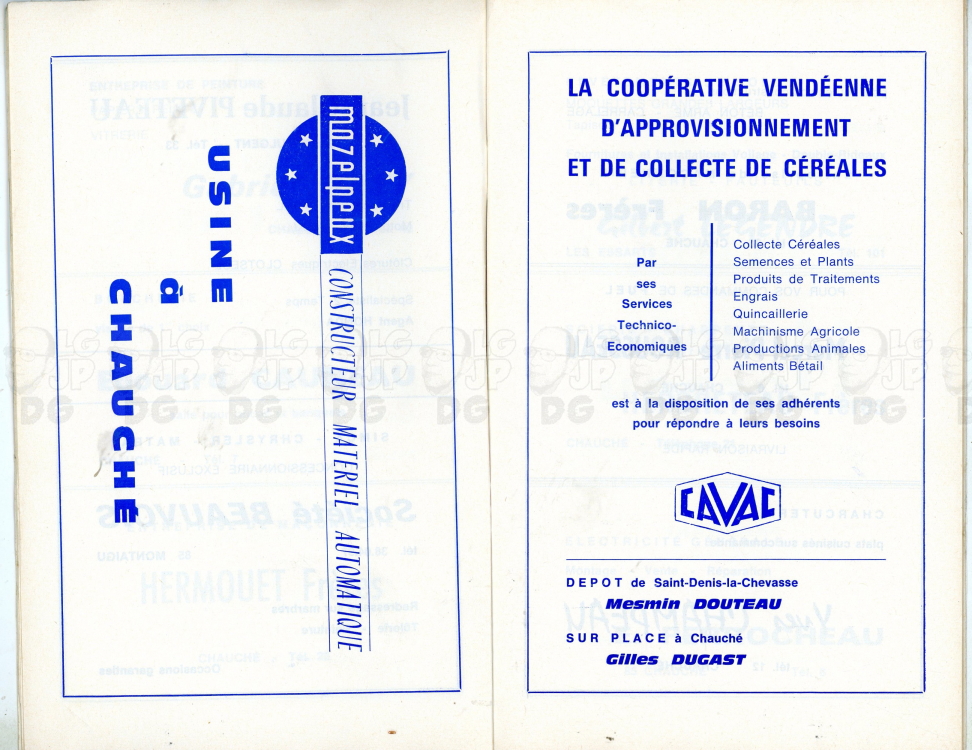 mazelpeux
CONSTRUCTEUR MATERIEL AUTOMATIQUE
USINE
à
CHAUCHÉ
LA COOPÉRATIVE VENDÉENNE
D'APPROVISIONNEMENT
ET DE COLLECTE DE CÉRÉALES
Par
ses
Services
Technico-
Economiques
Collecte Céréales
Semences et Plants
Produits de Traitements
Engrais
Quincaillerie
Machinisme Agricole
Productions Animales
Aliments Bétail
est à la disposition de ses adhérents
pour répondre à leurs besoins
CAVAC
DEPOT de Saint-Denis-la-Chevasse
Mesmin DOUTEAU
SUR PLACE à Chauché
Gilles DUGAST